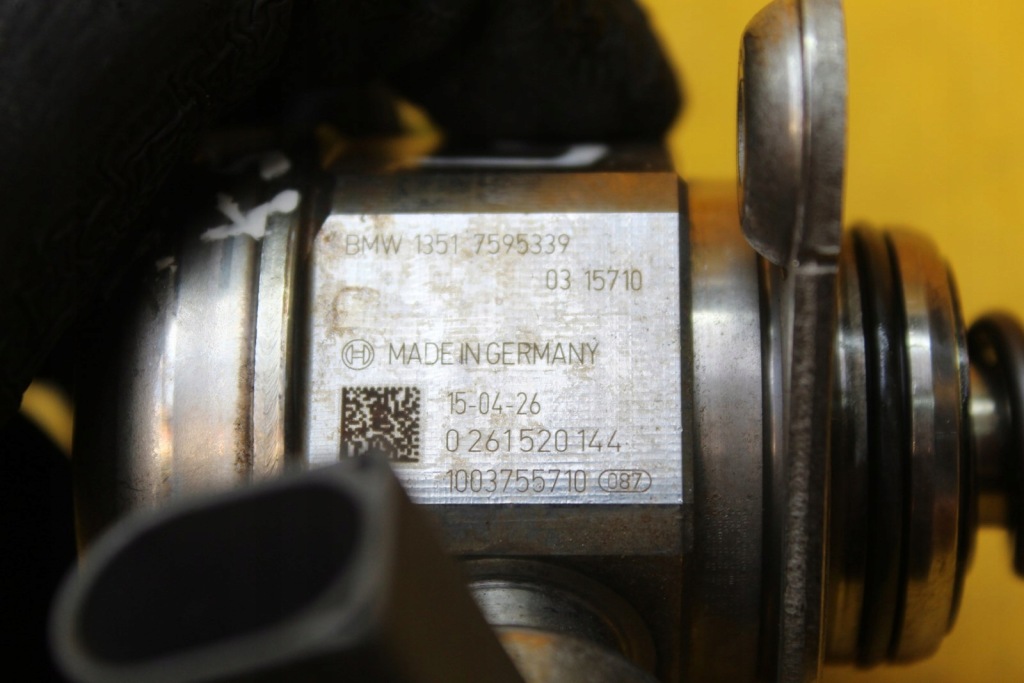 BMW 1351 7595339
03 15710
C
MADE IN GERMANY
15-04-26
0 261 520 144
1003755710 087